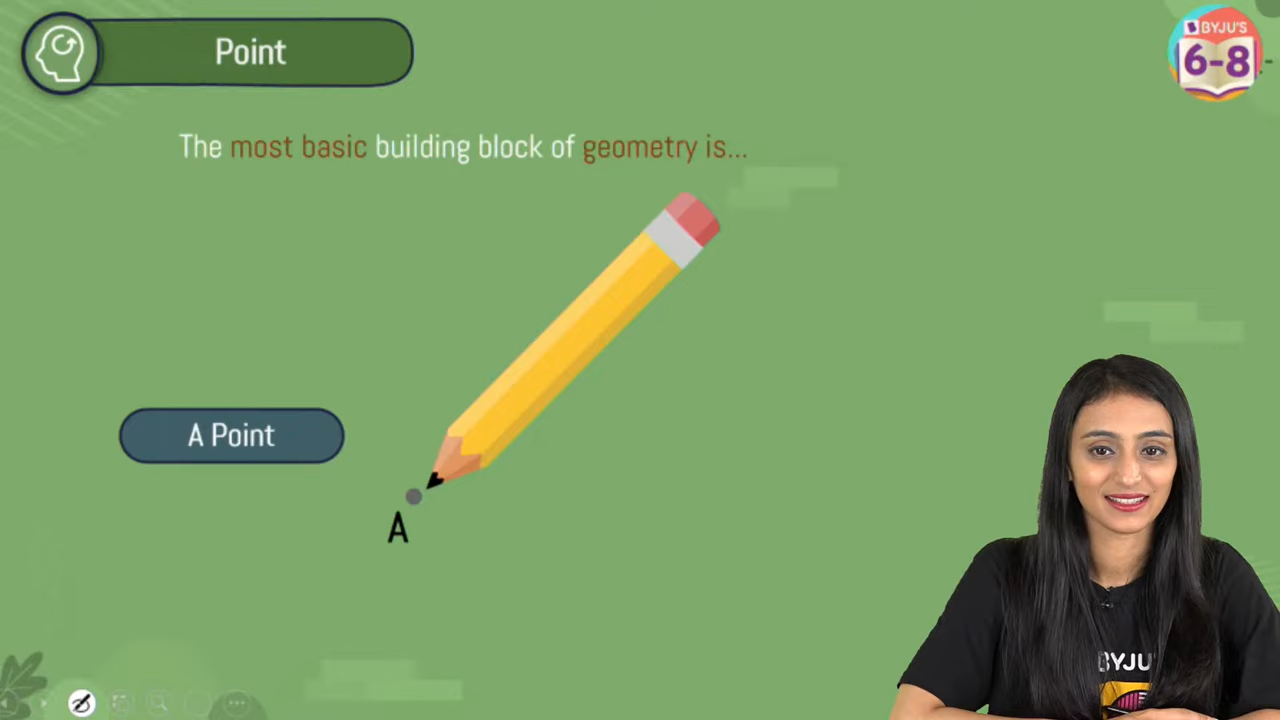 Point
BYJU'S
6-8
The most basic building block of geometry is...
A Point
A
BYJU'